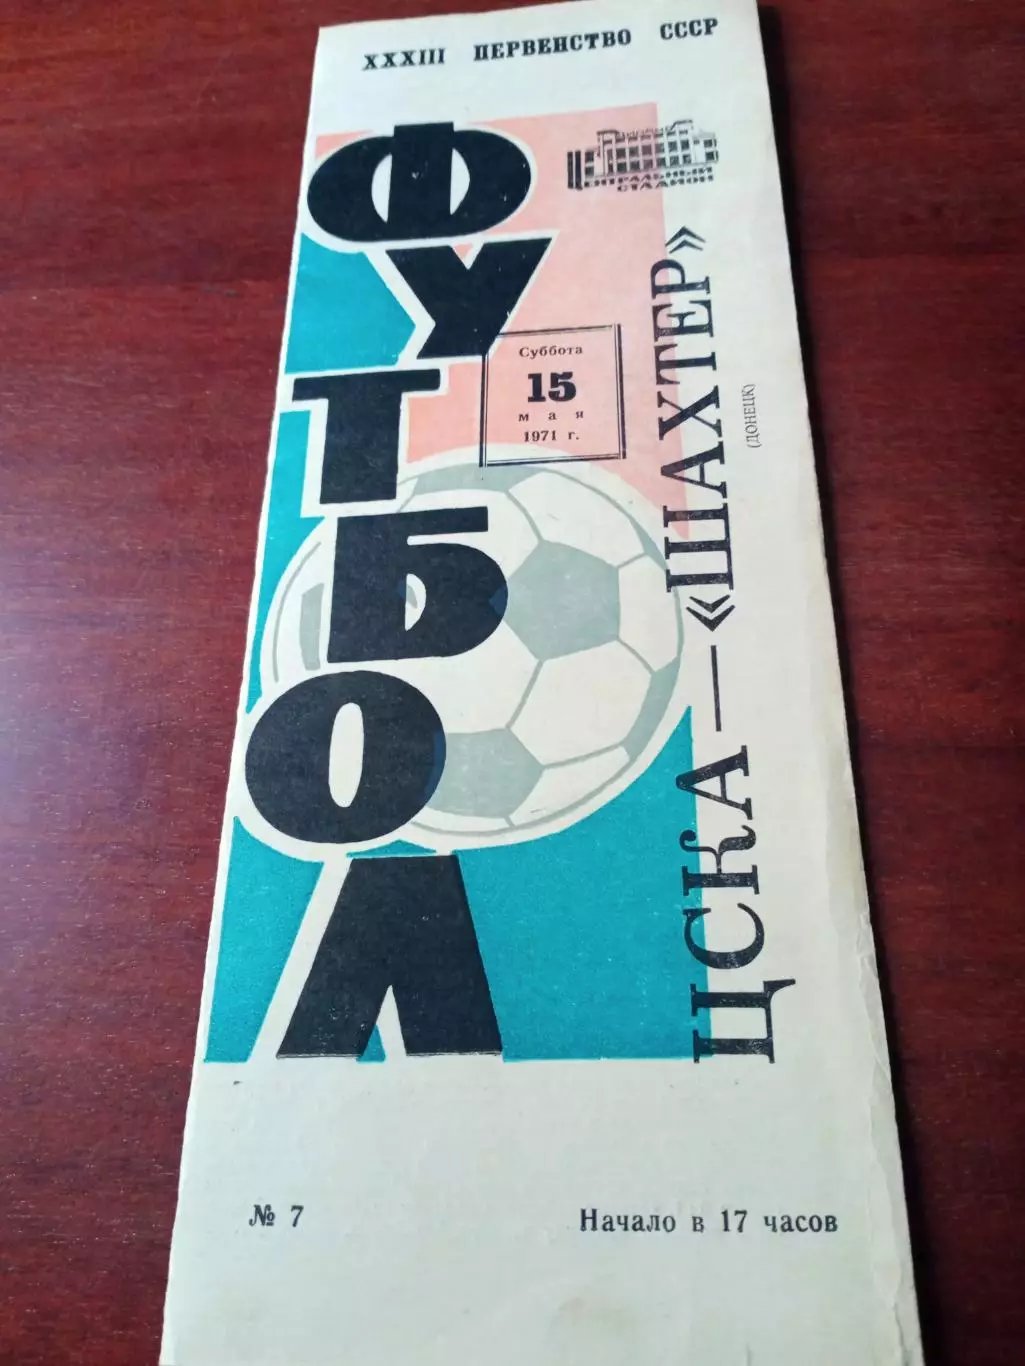 XXXIII ПЕРВЕНСТВО СССР
ЦЕНТРАЛЬНЫЙ
СТАДИОН
ФУТБОЛ
Суббота
15
мая
1971 г.
ЦСКА — «ШАХТЕР»
(ДОНЕЦК)
№ 7
Начало в 17 часов